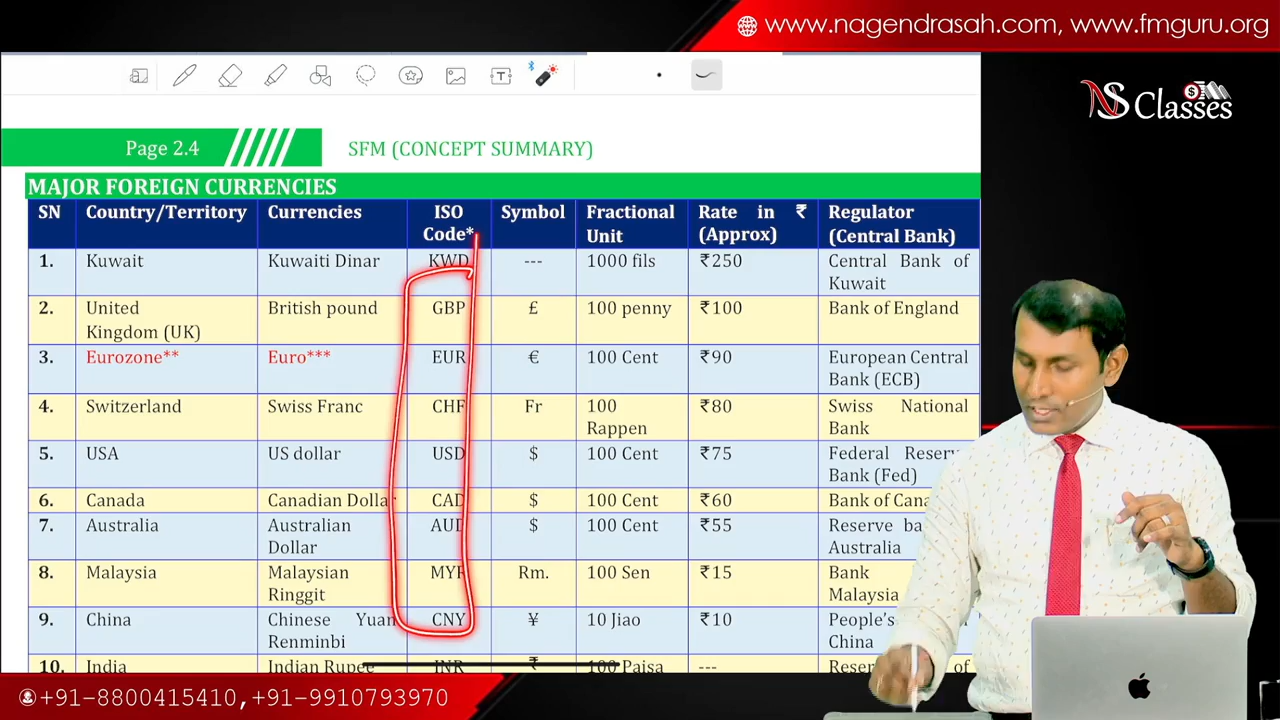 www.nagendrasah.com, www.fmguru.org
NS Classes
Page 2.4
SFM (CONCEPT SUMMARY)
MAJOR FOREIGN CURRENCIES
SN Country/Territory Currencies ISO Code* Symbol Fractional Unit Rate in ₹ (Approx) Regulator (Central Bank)
1. Kuwait Kuwaiti Dinar KWD --- 1000 fils ₹250 Central Bank of Kuwait
2. United Kingdom (UK) British pound GBP £ 100 penny ₹100 Bank of England
3. Eurozone** Euro*** EUR € 100 Cent ₹90 European Central Bank (ECB)
4. Switzerland Swiss Franc CHF Fr 100 Rappen ₹80 Swiss National Bank
5. USA US dollar USD $ 100 Cent ₹75 Federal Reserv Bank (Fed)
6. Canada Canadian Dollar CAD $ 100 Cent ₹60 Bank of Cana
7. Australia Australian Dollar AUD $ 100 Cent ₹55 Reserve ba Australia
8. Malaysia Malaysian Ringgit MYR Rm. 100 Sen ₹15 Bank Malaysia
9. China Chinese Yuan Renminbi CNY ¥ 10 Jiao ₹10 People's China
10. India Indian Rupee INR ₹ 100 Paisa --- Reser of
+91-8800415410,+91-9910793970